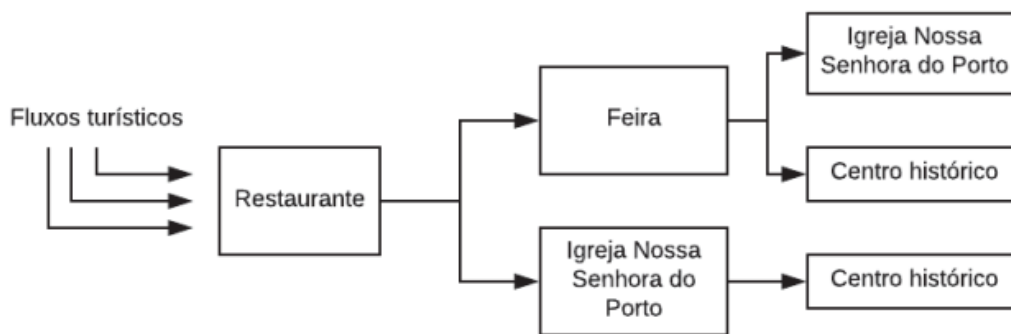 Fluxos turísticos
Restaurante
Feira
Igreja Nossa
Senhora do
Porto
Igreja Nossa
Senhora do Porto
Centro histórico
Centro histórico